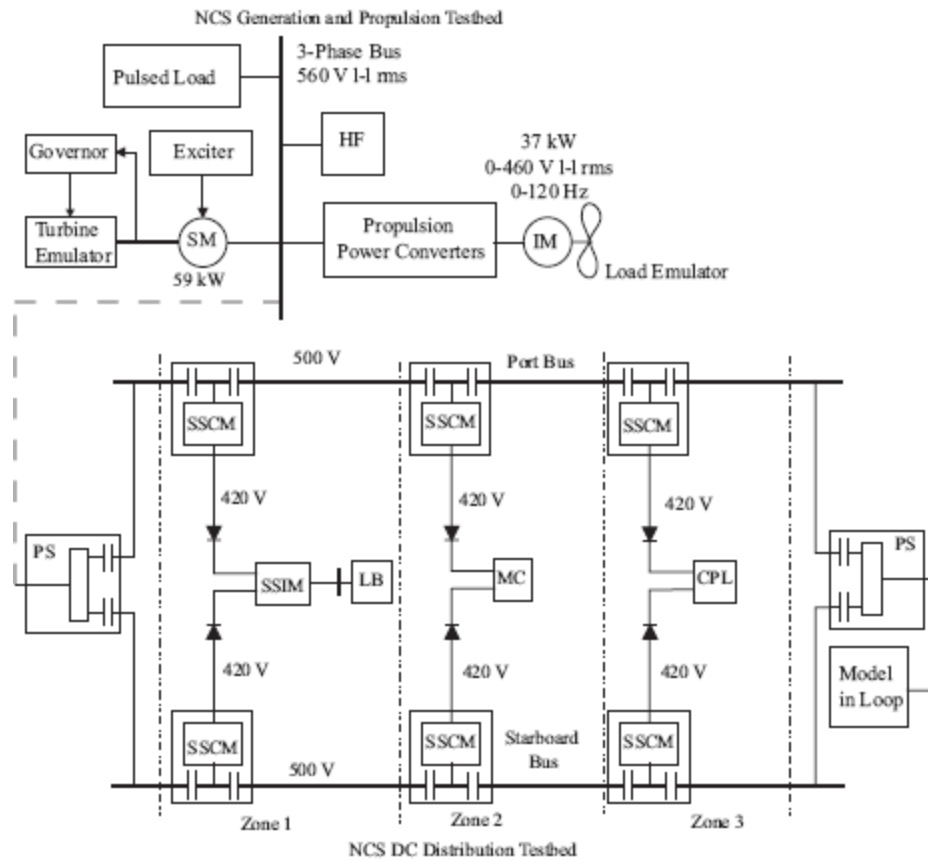 NCS Generation and Propulsion Testbed
3-Phase Bus
560 V l-l rms
Pulsed Load
HF
Governor
Exciter
37 kW
0-460 V l-l rms
0-120 Hz
Turbine
Emulator
SM
59 kW
Propulsion
Power Converters
IM
Load Emulator
500 V
Port Bus
SSCM
SSCM
SSCM
420 V
420 V
420 V
PS
SSIM
LB
MC
CPL
PS
420 V
420 V
420 V
Model
in Loop
SSCM
SSCM
SSCM
Starboard
Bus
500 V
Zone 1
Zone 2
Zone 3
NCS DC Distribution Testbed